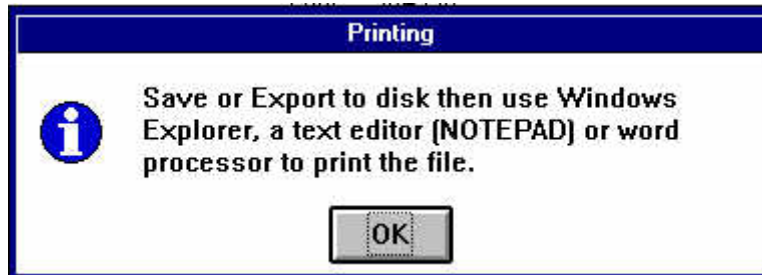 Printing
Save or Export to disk then use Windows
Explorer, a text editor (NOTEPAD) or word
processor to print the file.
OK